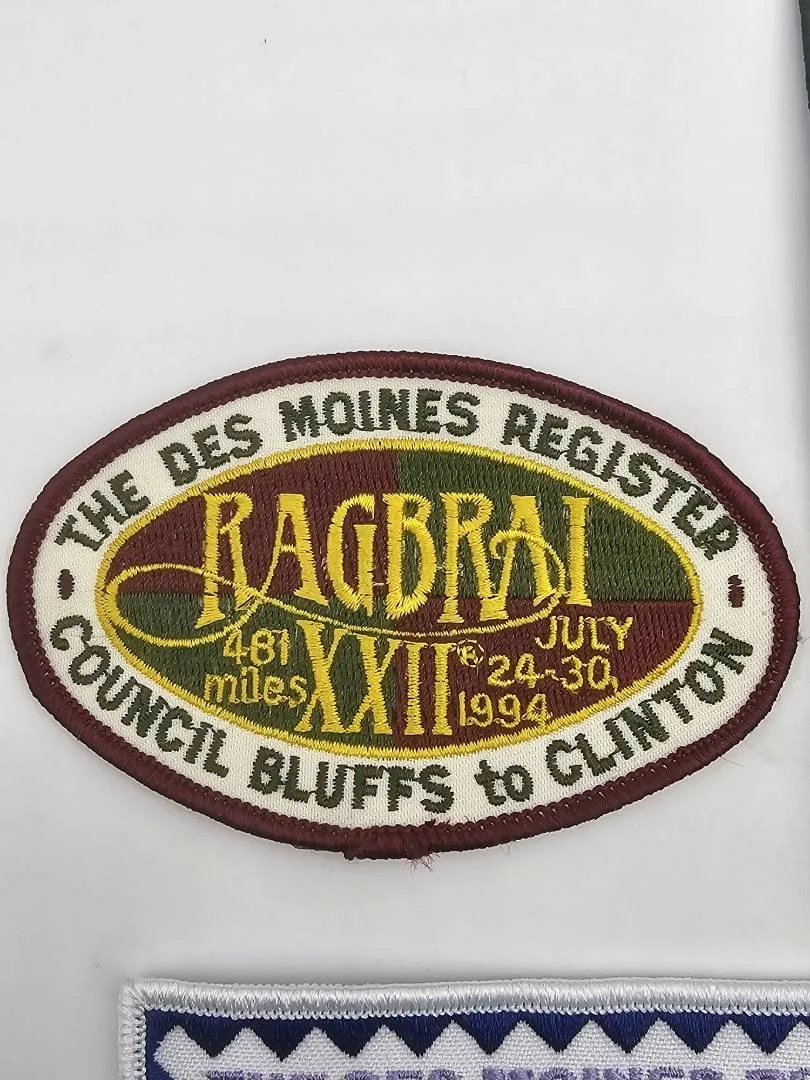 THE DES MOINES REGISTER
RAGBRAI
XXII®
481
miles
JULY
24-30,
1994
COUNCIL BLUFFS to CLINTON